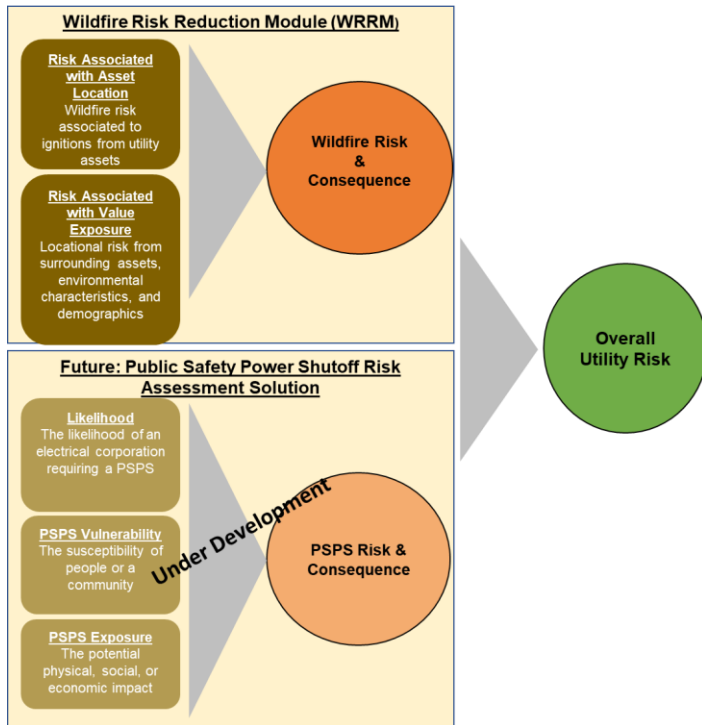 Wildfire Risk Reduction Module (WRRM)
Risk Associated
with Asset
Location
Wildfire risk
associated to
ignitions from utility
assets
Risk Associated
with Value
Exposure
Locational risk from
surrounding assets,
environmental
characteristics, and
demographics
Wildfire Risk
&
Consequence
Future: Public Safety Power Shutoff Risk
Assessment Solution
Likelihood
The likelihood of an
electrical corporation
requiring a PSPS
PSPS Vulnerability
The susceptibility of
people or a
community
PSPS Exposure
The potential
physical, social, or
economic impact
Under Development
PSPS Risk &
Consequence
Overall
Utility Risk